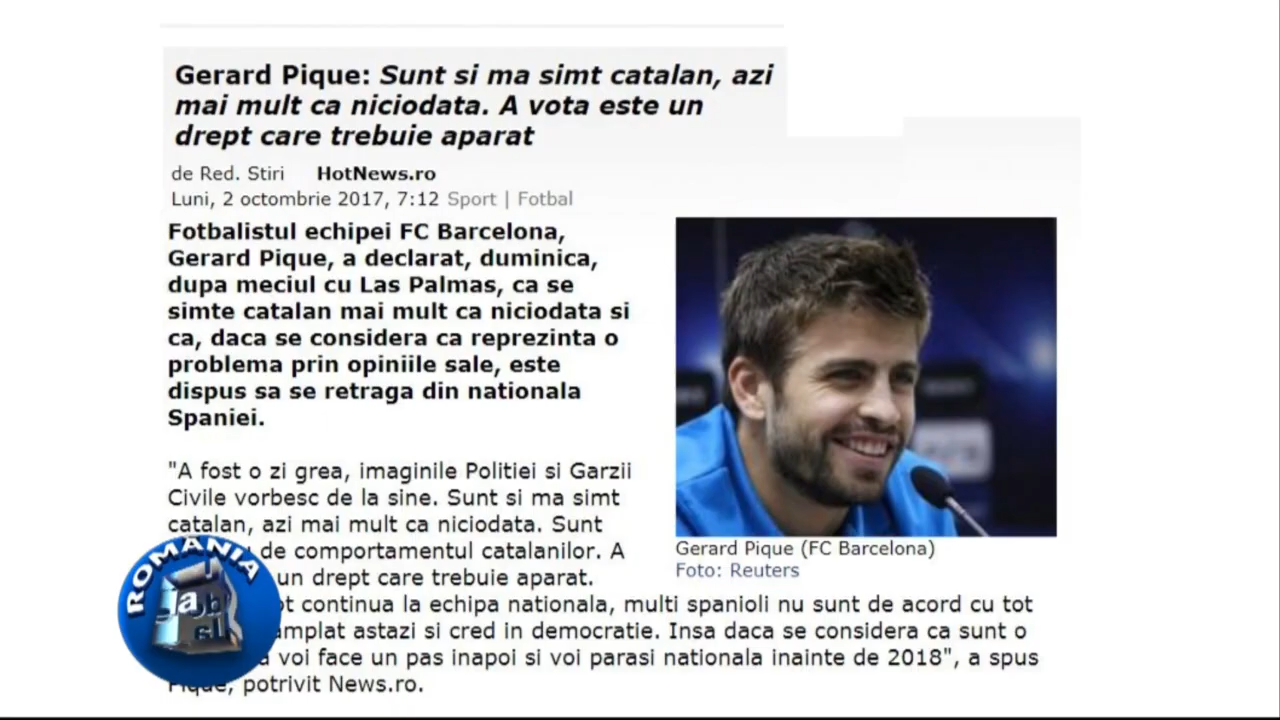 Gerard Pique: Sunt si ma simt catalan, azi
mai mult ca niciodata. A vota este un
drept care trebuie aparat
de Red. Stiri HotNews.ro
Luni, 2 octombrie 2017, 7:12 Sport | Fotbal
Fotbalistul echipei FC Barcelona,
Gerard Pique, a declarat, duminica,
dupa meciul cu Las Palmas, ca se
simte catalan mai mult ca niciodata si
ca, daca se considera ca reprezinta o
problema prin opiniile sale, este
dispus sa se retraga din nationala
Spaniei.
"A fost o zi grea, imaginile Politiei si Garzii
Civile vorbesc de la sine. Sunt si ma simt
catalan, azi mai mult ca niciodata. Sunt
de comportamentul catalanilor. A
un drept care trebuie aparat.
continua la echipa nationala, multi spanioli nu sunt de acord cu tot
astazi si cred in democratie. Insa daca se considera ca sunt o
voi face un pas inapoi si voi parasi nationala inainte de 2018", a spus
Pique, potrivit News.ro.
Gerard Pique (FC Barcelona)
Foto: Reuters
ROMÂNIA
la